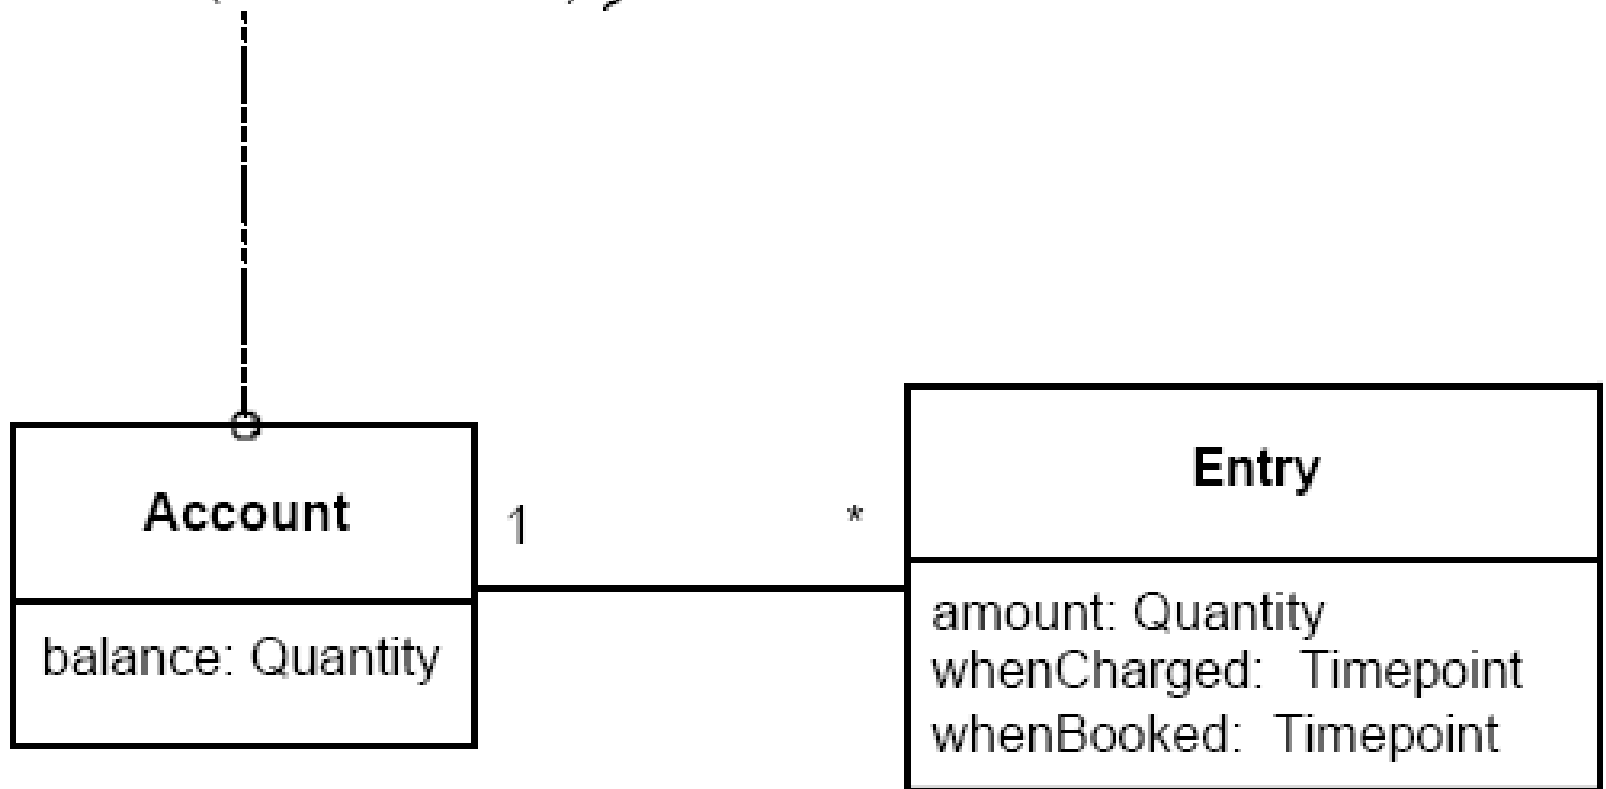 Account
1
*
Entry
balance: Quantity
amount: Quantity
whenCharged: Timepoint
whenBooked: Timepoint